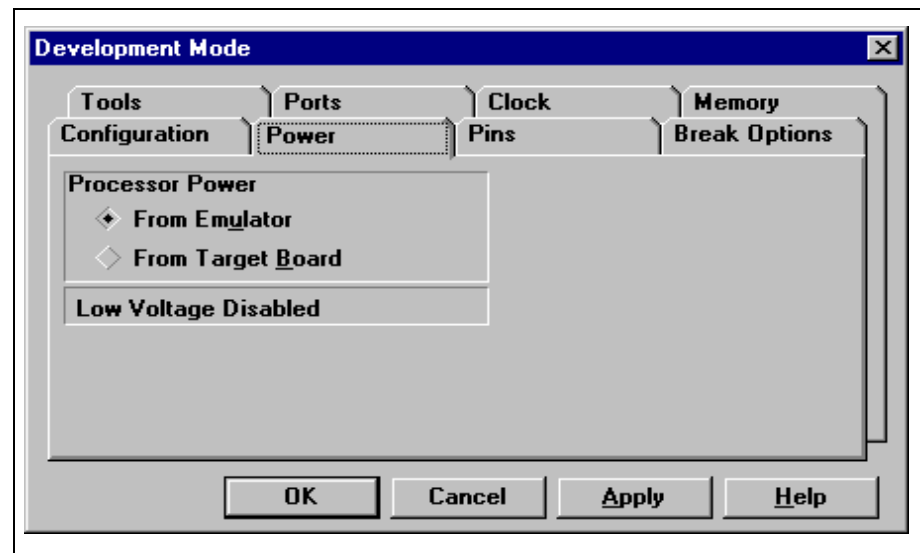 Development Mode
Tools Ports Clock Memory
Configuration Power Pins Break Options
Processor Power
From Emulator
From Target Board
Low Voltage Disabled
OK Cancel Apply Help